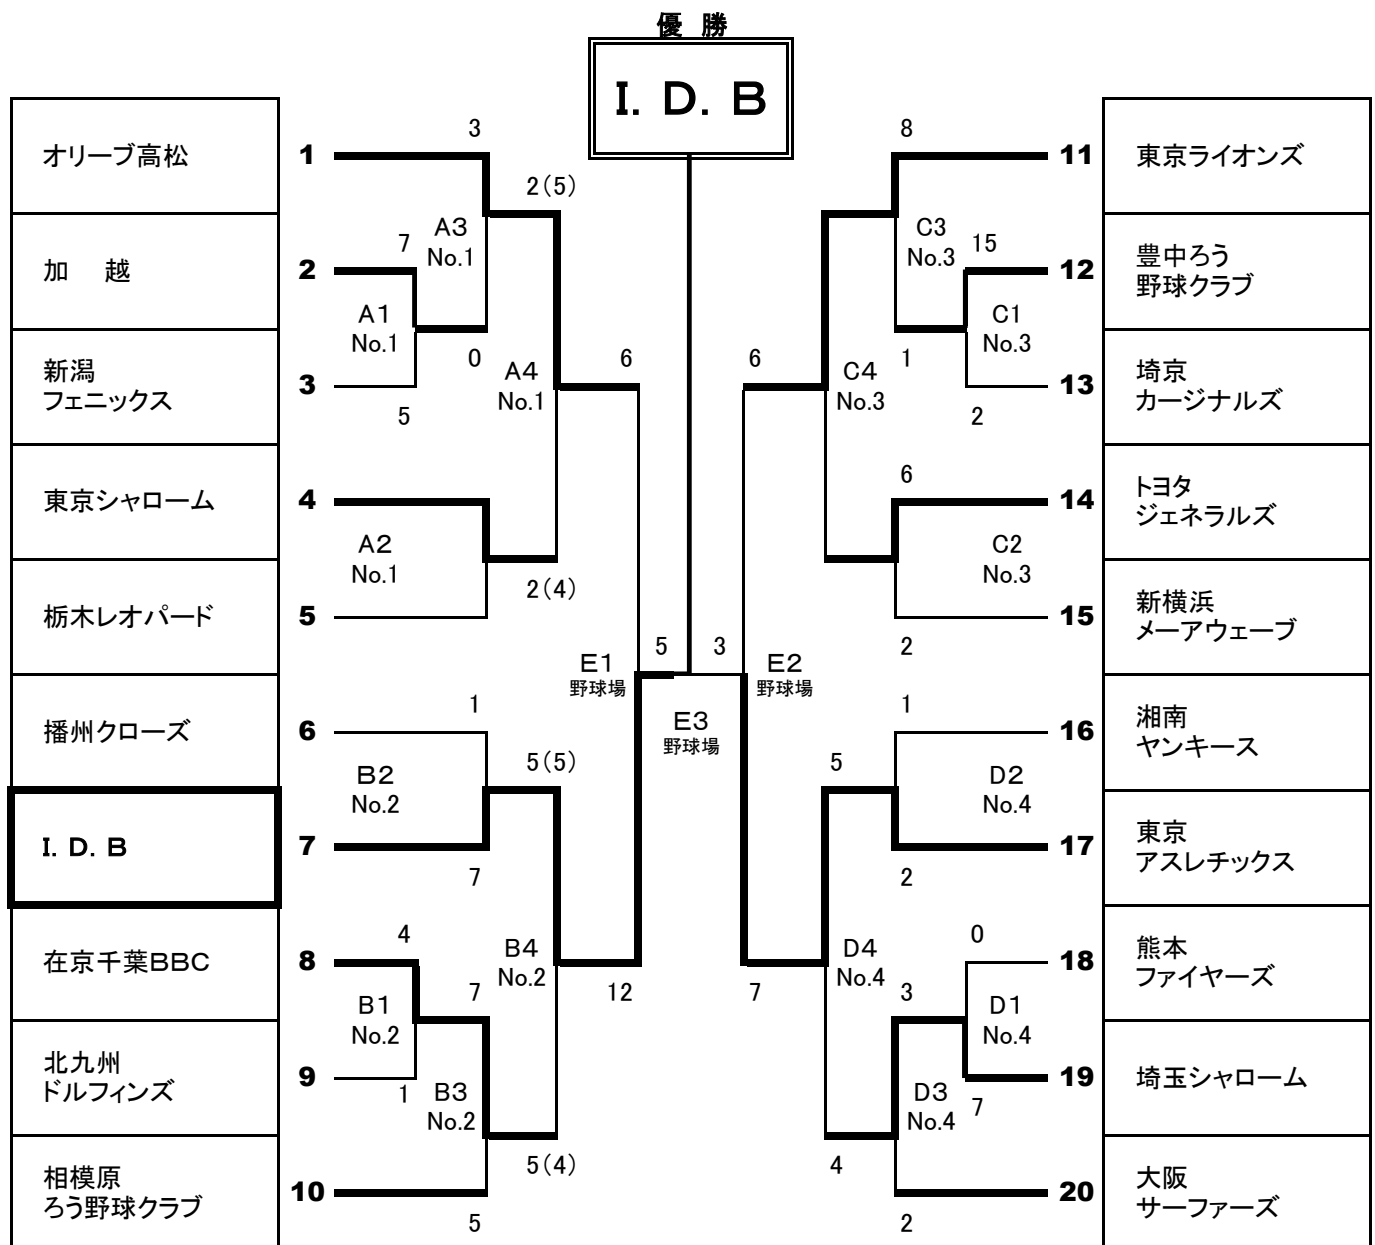 優 勝
I. D. B
オリーブ高松
1
加 越
2
新潟
フェニックス
3
東京シャローム
4
栃木レオパード
5
播州クローズ
6
I. D. B
7
在京千葉BBC
8
北九州
ドルフィンズ
9
相模原
ろう野球クラブ
10
3
2(5)
7
A3
No.1
A1
No.1
0
5
A4
No.1
6
A2
No.1
2(4)
E1
野球場
5
1
B2
No.2
5(5)
7
4
B1
No.2
7
B4
No.2
12
1
B3
No.2
5(4)
5
3
E3
野球場
E2
野球場
8
C3
No.3
15
C1
No.3
1
2
6
C4
No.3
6
C2
No.3
2
1
5
D2
No.4
2
0
D4
No.4
7
3
D1
No.4
D3
No.4
7
4
2
11
東京ライオンズ
12
豊中ろう
野球クラブ
13
埼京
カージナルズ
14
トヨタ
ジェネラルズ
15
新横浜
メーアウェーブ
16
湘南
ヤンキース
17
東京
アスレチックス
18
熊本
ファイヤーズ
19
埼玉シャローム
20
大阪
サーファーズ